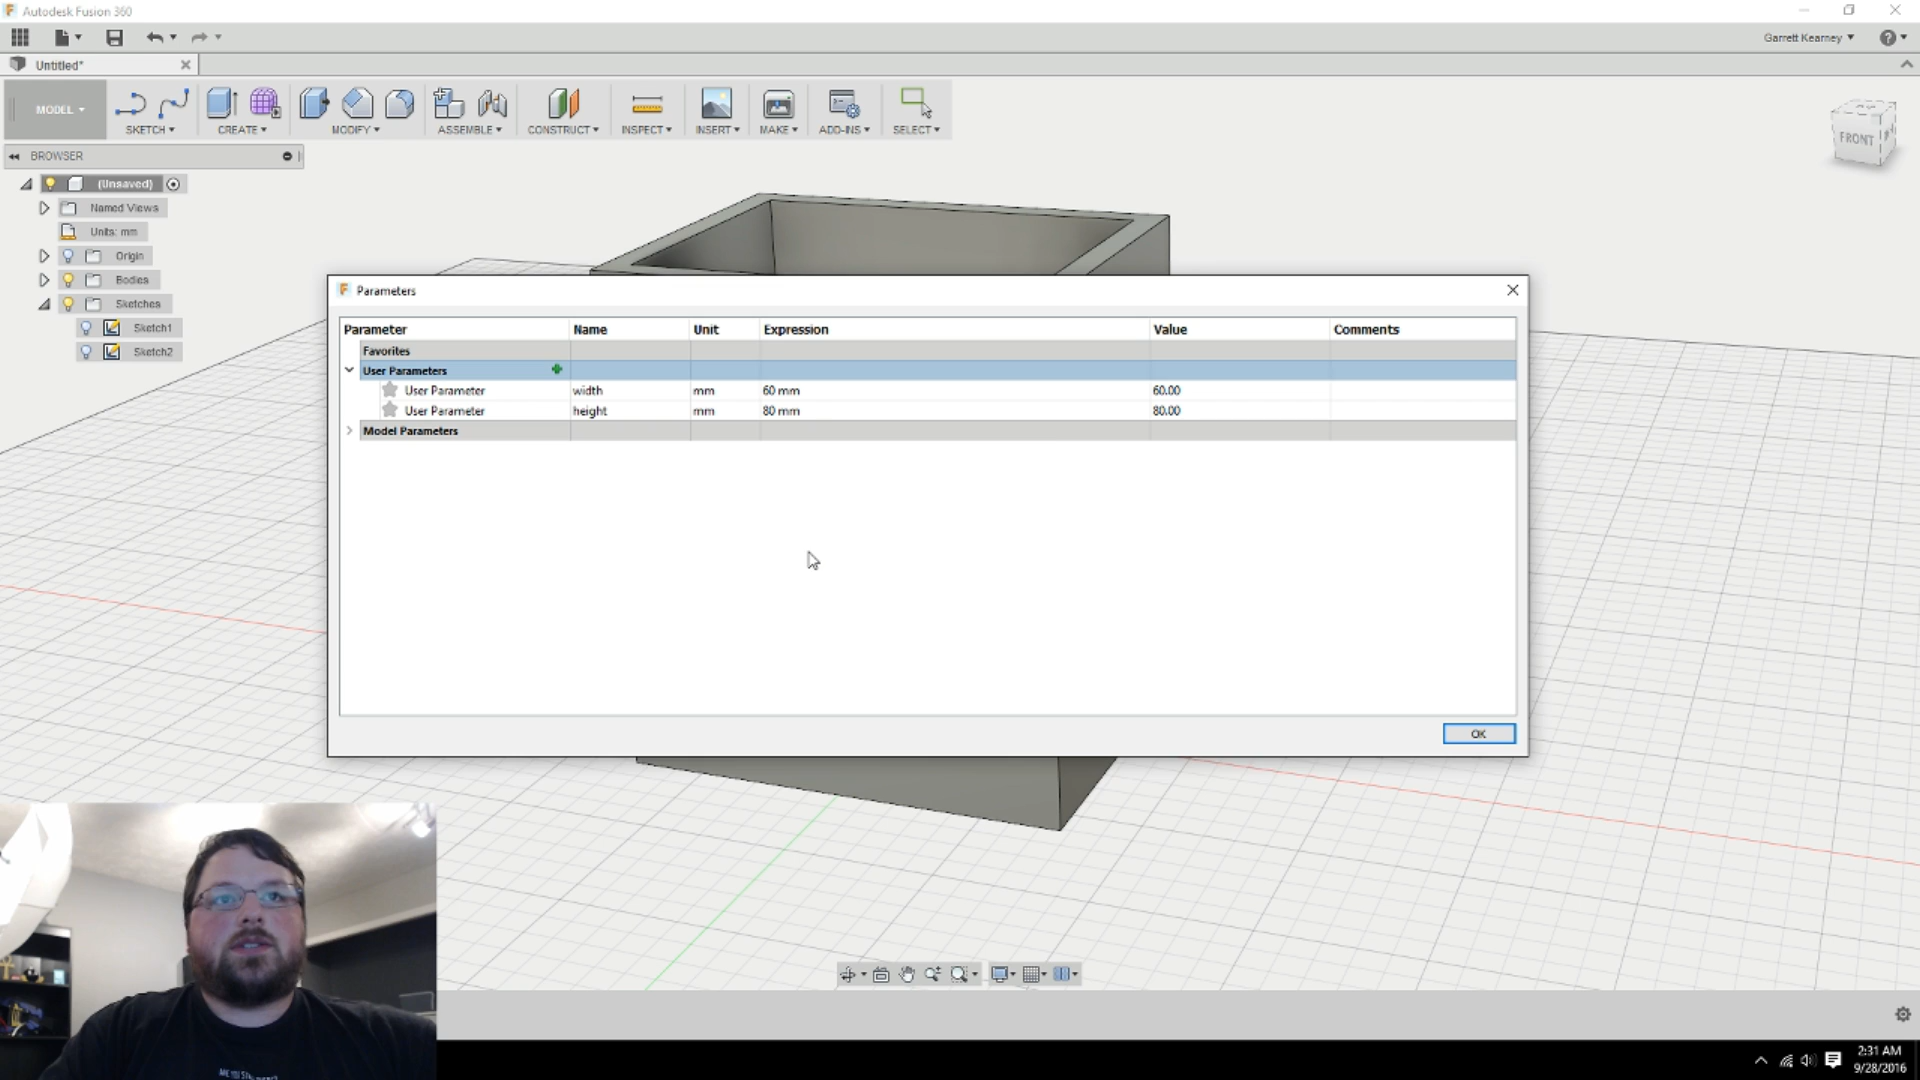 Autodesk Fusion 360
Garrett Kearney
Untitled*
MODEL
SKETCH
CREATE
MODIFY
ASSEMBLE
CONSTRUCT
INSPECT
INSERT
MAKE
ADD-INS
SELECT
FRONT
BROWSER
(Unsaved)
Named Views
Units: mm
Origin
Bodies
Sketches
Sketch1
Sketch2
Parameters
Parameter Name Unit Expression Value Comments
Favorites
User Parameters
User Parameter width mm 60 mm 60.00
User Parameter height mm 80 mm 80.00
Model Parameters
OK
2:31 AM
9/28/2016